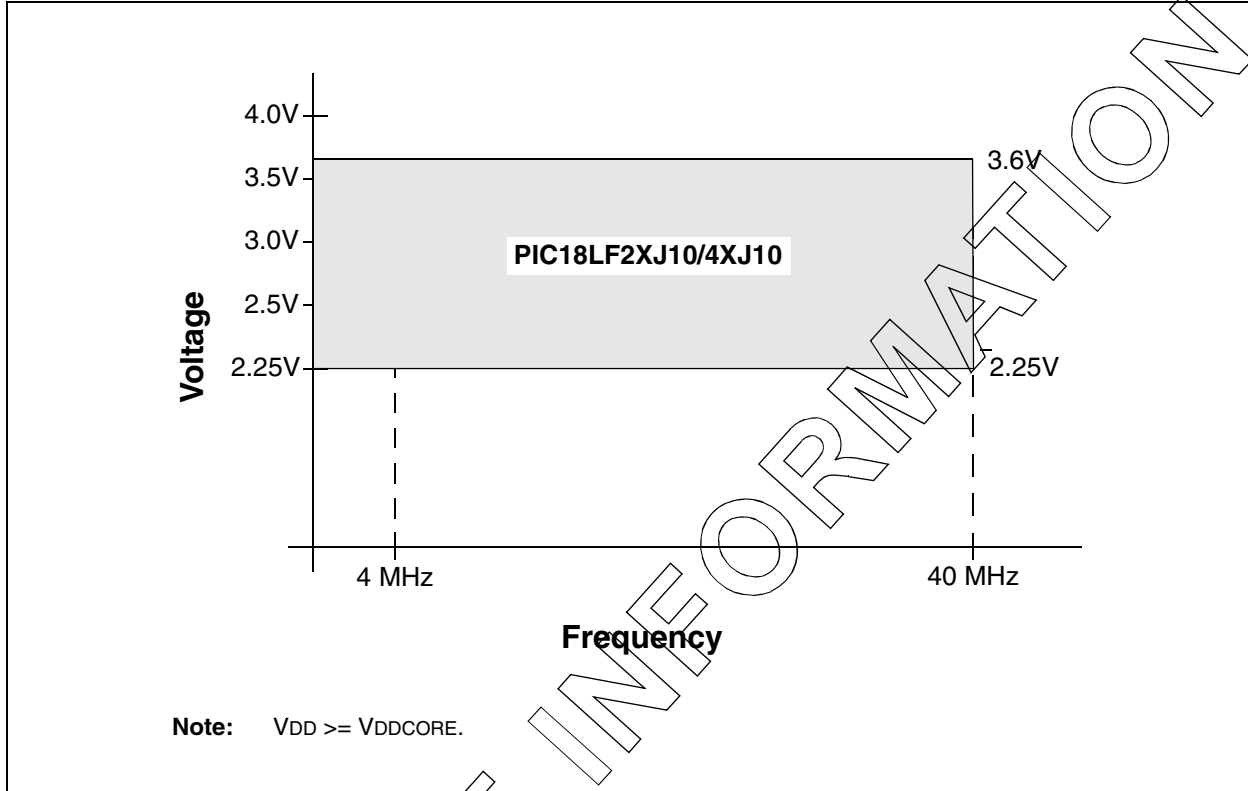 4.0V
3.6V
3.5V
3.0V
PIC18LF2XJ10/4XJ10
2.5V
Voltage
2.25V
2.25V
4 MHz
40 MHz
Frequency
Note: VDD >= VDDCORE.
INFORMATION